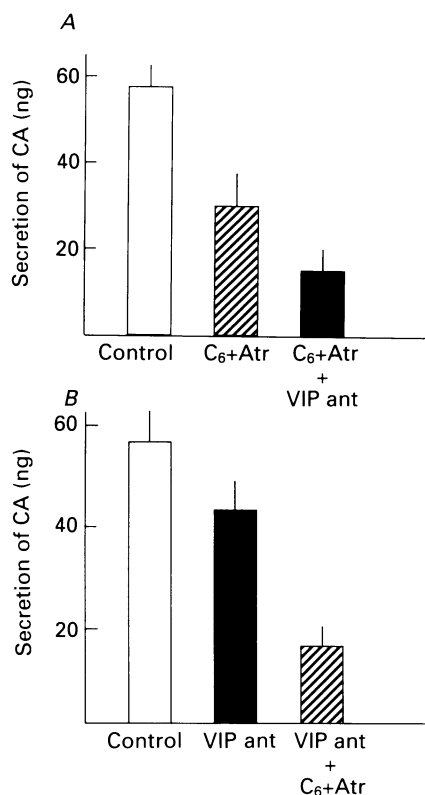 A
Secretion of CA (ng)
60
40
20
Control
C₆+Atr
C₆+Atr
+
VIP ant
B
Secretion of CA (ng)
60
40
20
Control
VIP ant
VIP ant
+
C₆+Atr